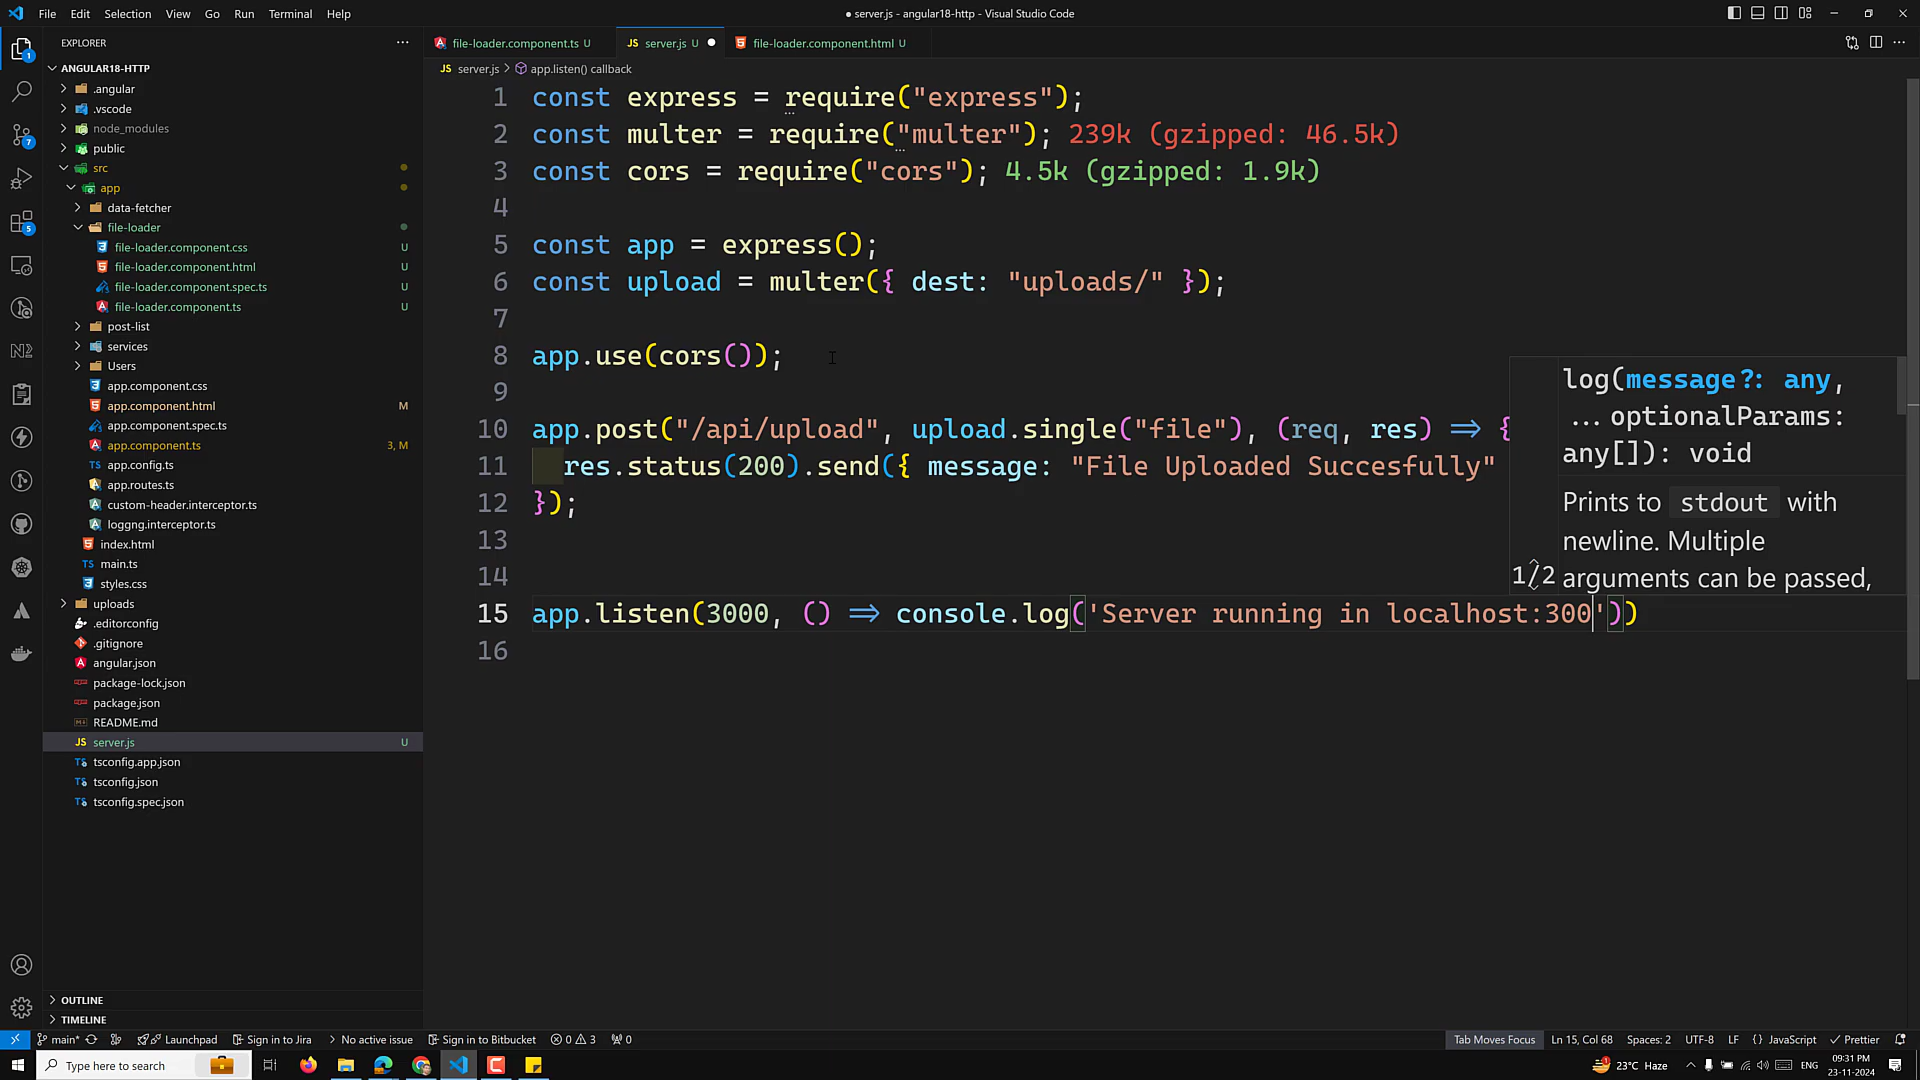 File Edit Selection View Go Run Terminal Help
● server.js - angular18-http - Visual Studio Code
EXPLORER
ANGULAR18-HTTP
.angular
.vscode
node_modules
public
src
app
data-fetcher
file-loader
file-loader.component.css U
file-loader.component.html U
file-loader.component.spec.ts U
file-loader.component.ts U
post-list
services
Users
app.component.css
app.component.html M
app.component.spec.ts
app.component.ts 3, M
app.config.ts
app.routes.ts
custom-header.interceptor.ts
loggng.interceptor.ts
index.html
main.ts
styles.css
uploads
.editorconfig
.gitignore
angular.json
package-lock.json
package.json
README.md
server.js U
tsconfig.app.json
tsconfig.json
tsconfig.spec.json
OUTLINE
TIMELINE
file-loader.component.ts U
JS server.js U ●
file-loader.component.html U
JS server.js > app.listen() callback
1 const express = require("express");
2 const multer = require("multer"); 239k (gzipped: 46.5k)
3 const cors = require("cors"); 4.5k (gzipped: 1.9k)
4
5 const app = express();
6 const upload = multer({ dest: "uploads/" });
7
8 app.use(cors());
9
10 app.post("/api/upload", upload.single("file"), (req, res) => {
11 res.status(200).send({ message: "File Uploaded Succesfully"
12 });
13
14
15 app.listen(3000, () => console.log('Server running in localhost:300'))
16
log(message?: any,
...optionalParams:
any[]): void
Prints to stdout with
newline. Multiple
1/2 arguments can be passed,
main* Launchpad Sign in to Jira No active issue Sign in to Bitbucket 0 3 0
Tab Moves Focus Ln 15, Col 68 Spaces: 2 UTF-8 LF {} JavaScript Prettier
Type here to search
1 23°C Haze ENG 09:31 PM
23-11-2024